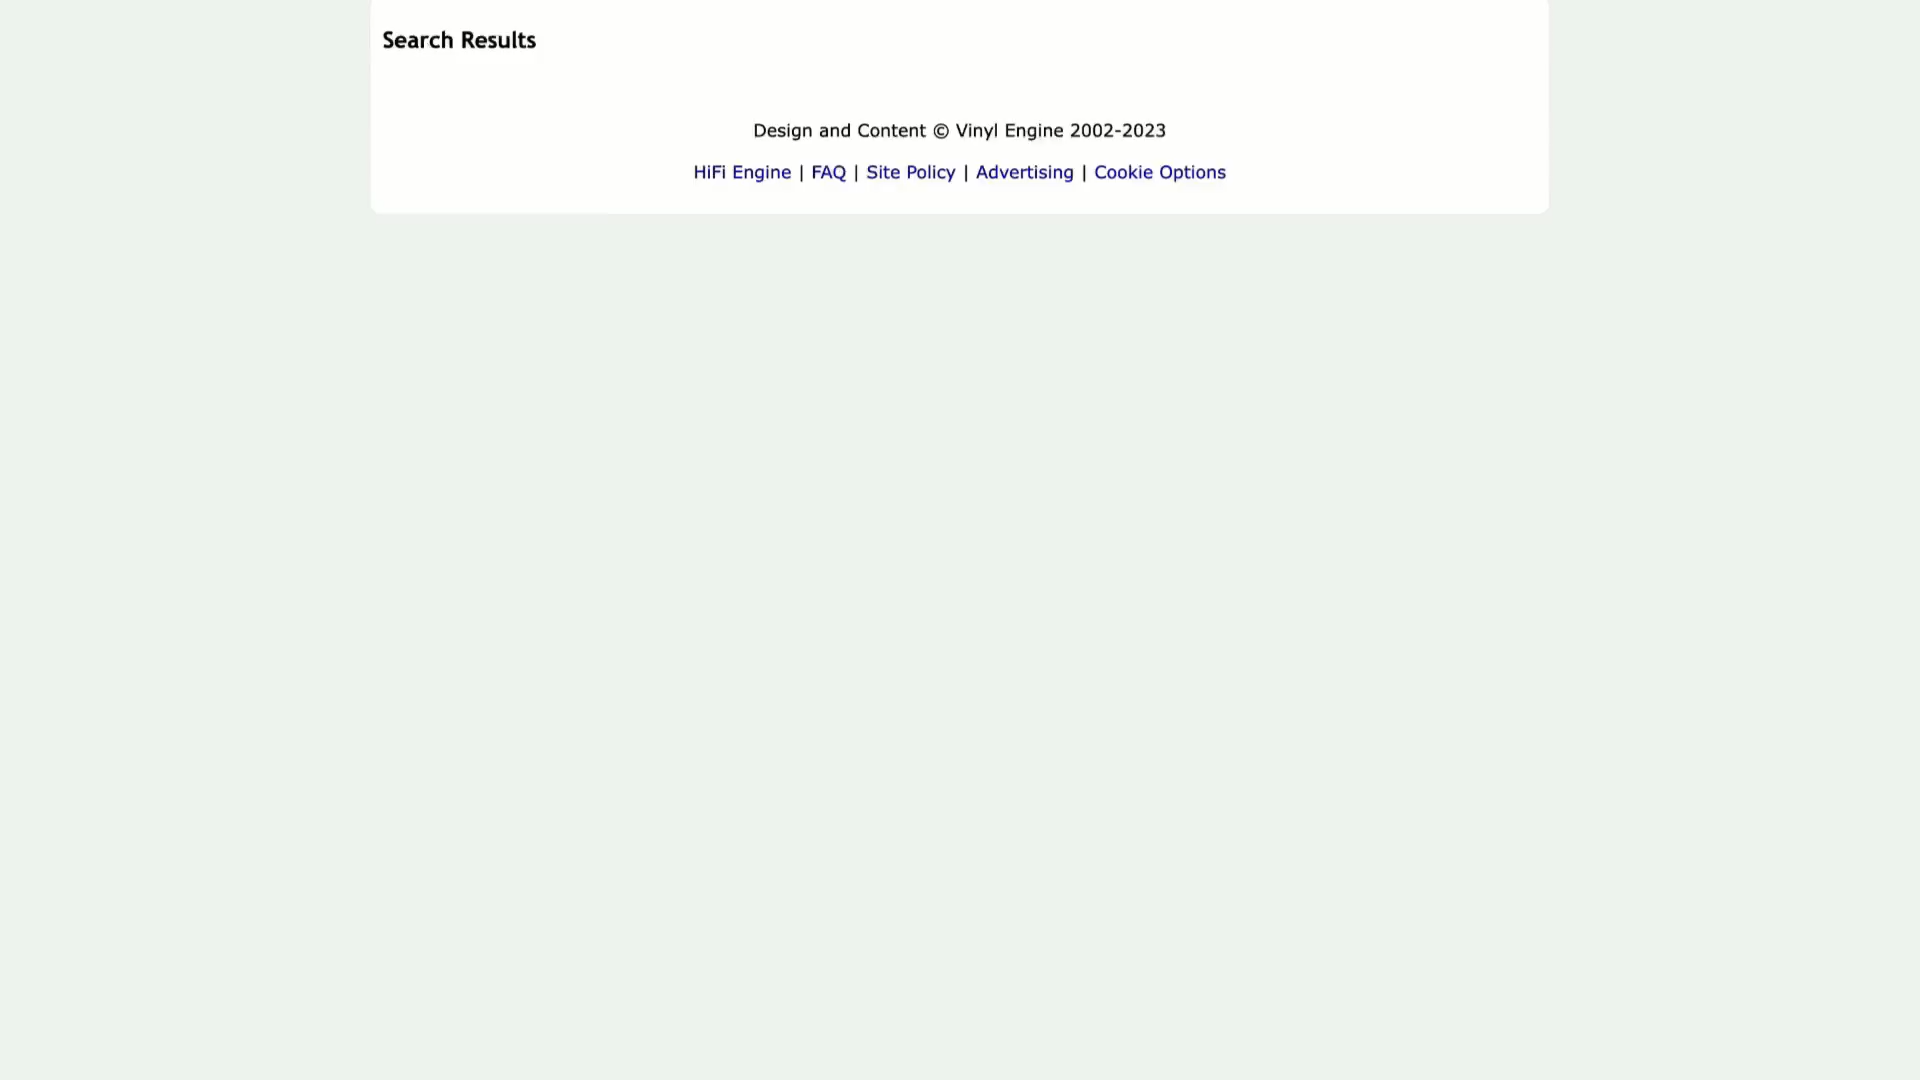 Search Results
Design and Content © Vinyl Engine 2002-2023
HiFi Engine | FAQ | Site Policy | Advertising | Cookie Options